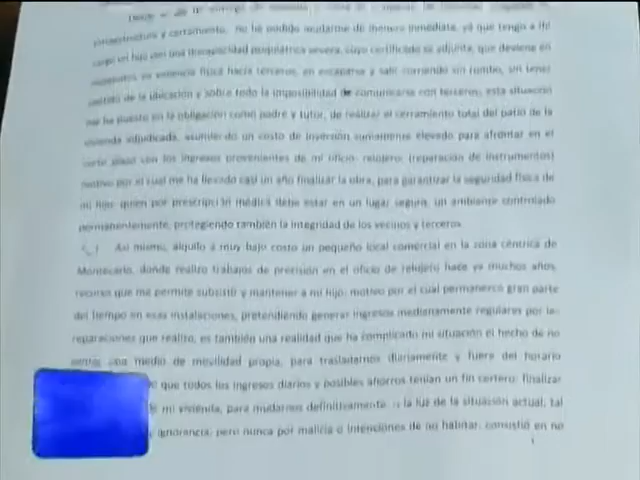 infraestructura y cerramiento, no he podido mudarme de manera inmediata, ya que tengo a mi
cargo un hijo con una discapacidad psiquiátrica severa, cuyo certificado se adjunta, que deviene en
momentos en violencia física hacia terceros, en escaparse y salir corriendo sin rumbo, sin tener
sentido de la ubicación y sobre todo la imposibilidad de comunicarse con terceros, esta situación
me ha puesto en la obligación como padre y tutor, de realizar el cerramiento total del patio de la
vivienda adjudicada, asumiendo un costo de inversión sumamente elevado para afrontar en el
corto plazo con los ingresos provenientes de mi oficio: relojero (reparación de instrumentos)
motivo por el cual me ha llevado casi un año finalizar la obra, para garantizar la seguridad física de
mi hijo, quien por prescripción médica debe estar en un lugar seguro, un ambiente controlado
permanentemente, protegiendo también la integridad de los vecinos y terceros.
Así mismo, alquilo a muy bajo costo un pequeño local comercial en la zona céntrica de
Montecarlo, donde realizo trabajos de precisión en el oficio de relojero hace ya muchos años,
recurso que me permite subsistir y mantener a mi hijo, motivo por el cual permanezco gran parte
del tiempo en esas instalaciones, pretendiendo generar ingresos medianamente regulares por las
reparaciones que realizo, es también una realidad que ha complicado mi situación el hecho de no
tener un medio de movilidad propia, para trasladarnos diariamente y fuera del horario
que todos los ingresos diarios y posibles ahorros tenían un fin certero: finalizar
mi vivienda, para mudarnos definitivamente. A la luz de la situación actual, tal
ignorancia, pero nunca por malicia o intenciones de no habitar, consistió en no